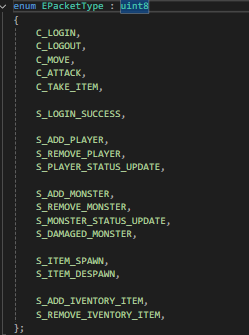 enum EPacketType : uint8
{
C_LOGIN,
C_LOGOUT,
C_MOVE,
C_ATTACK,
C_TAKE_ITEM,
S_LOGIN_SUCCESS,
S_ADD_PLAYER,
S_REMOVE_PLAYER,
S_PLAYER_STATUS_UPDATE,
S_ADD_MONSTER,
S_REMOVE_MONSTER,
S_MONSTER_STATUS_UPDATE,
S_DAMAGED_MONSTER,
S_ITEM_SPAWN,
S_ITEM_DESPAWN,
S_ADD_IVENTORY_ITEM,
S_REMOVE_IVENTORY_ITEM,
};